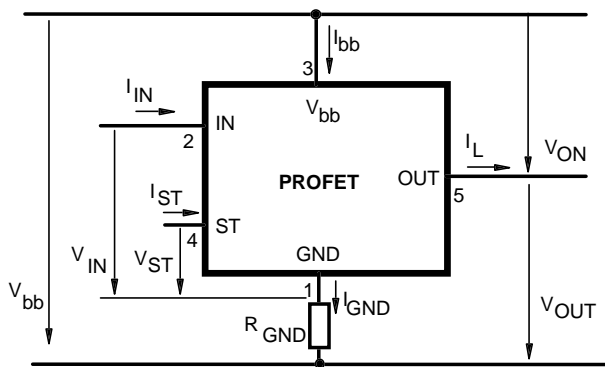 I bb
3
V bb
I IN
IN
2
I L
V ON
PROFET
OUT
5
I ST
ST
4
V IN
V ST
GND
V bb
1
I GND
V OUT
R GND